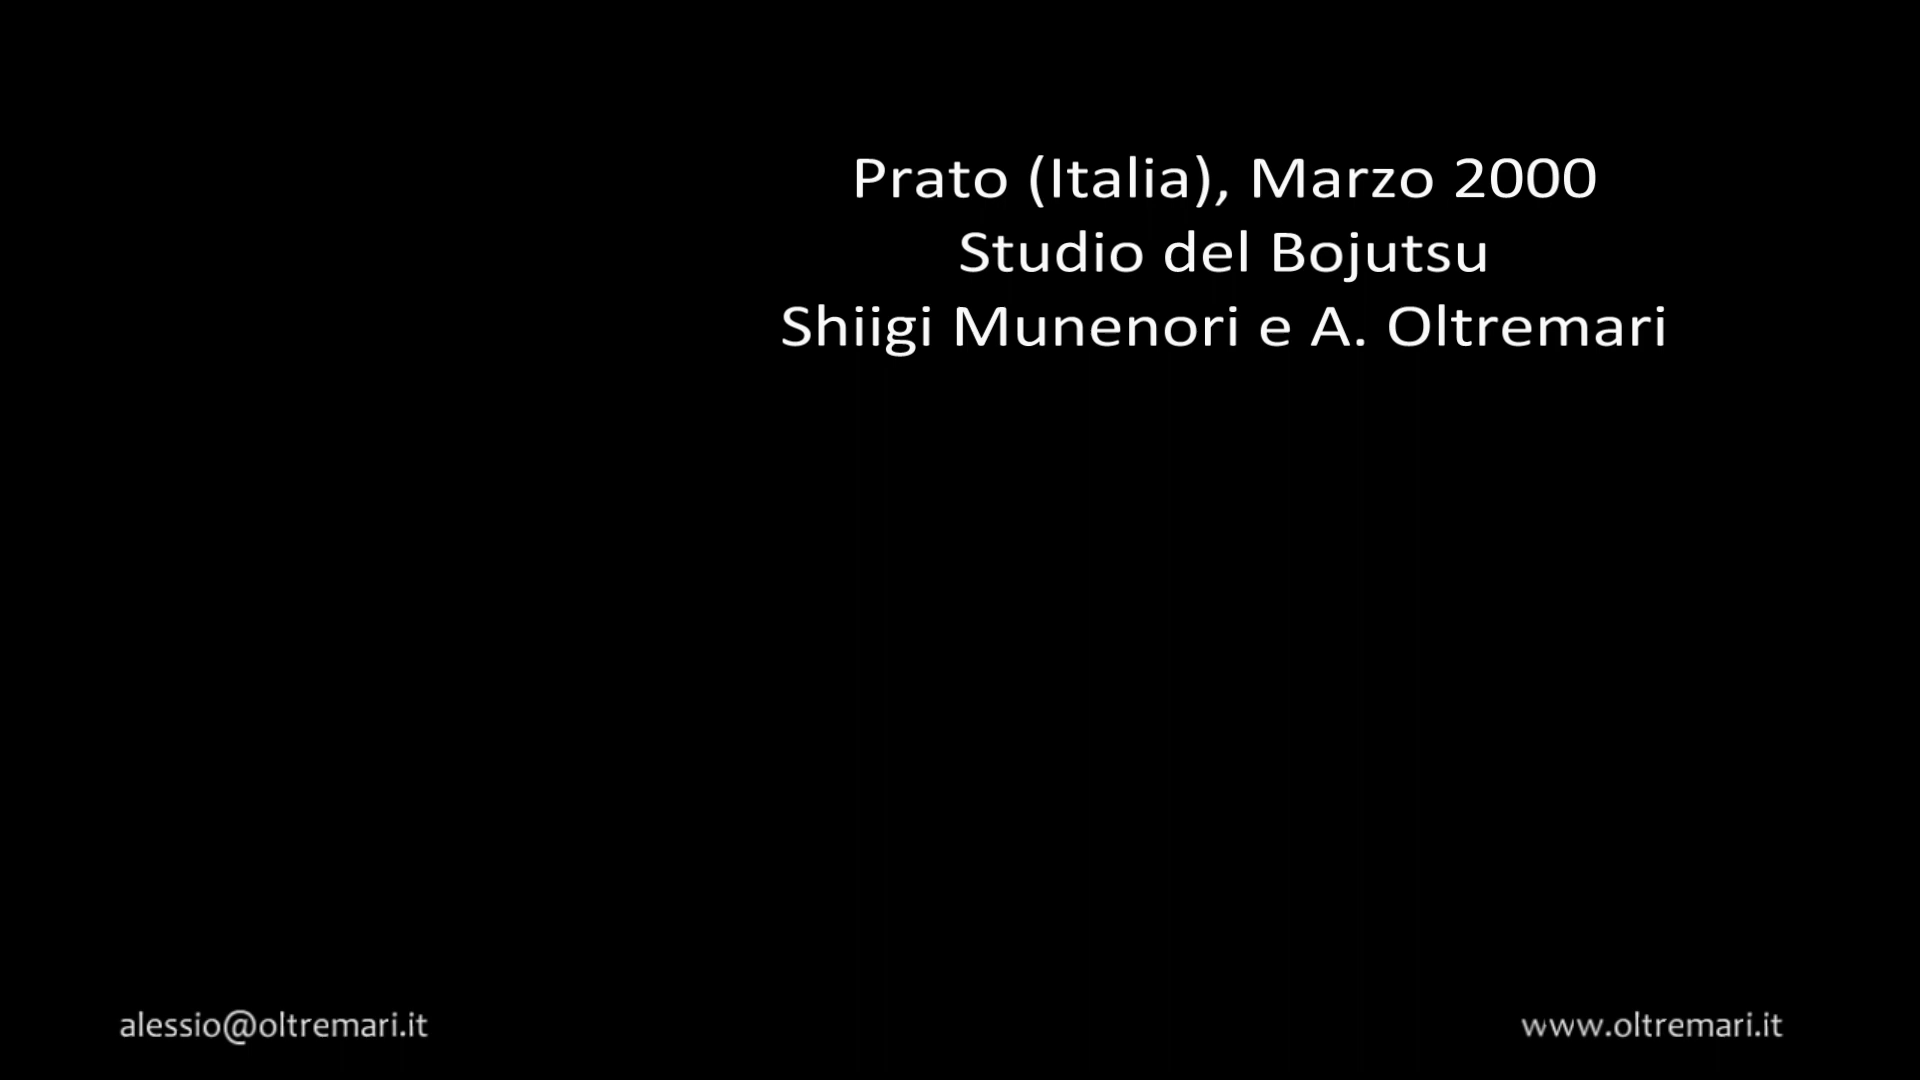 Prato (Italia), Marzo 2000
Studio del Bojutsu
Shiigi Munenori e A. Oltremari
alessio@oltremari.it
www.oltremari.it